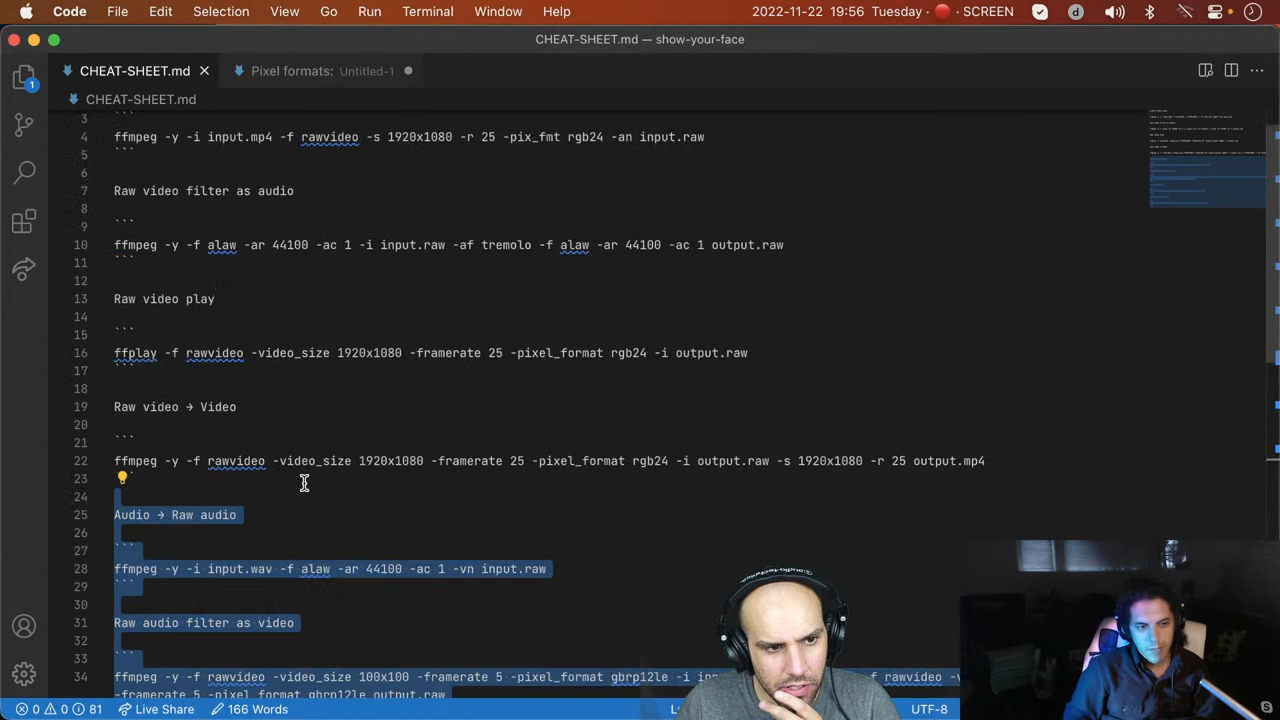 Code File Edit Selection View Go Run Terminal Window Help 2022-11-22 19:56 Tuesday SCREEN
CHEAT-SHEET.md — show-your-face
CHEAT-SHEET.md Pixel formats: Untitled-1
1
CHEAT-SHEET.md
3 ```
4 ffmpeg -y -i input.mp4 -f rawvideo -s 1920x1080 -r 25 -pix_fmt rgb24 -an input.raw
5 ```
6
7 Raw video filter as audio
8
9 ```
10 ffmpeg -y -f alaw -ar 44100 -ac 1 -i input.raw -af tremolo -f alaw -ar 44100 -ac 1 output.raw
11 ```
12
13 Raw video play
14
15 ```
16 ffplay -f rawvideo -video_size 1920x1080 -framerate 25 -pixel_format rgb24 -i output.raw
17 ```
18
19 Raw video → Video
20
21 ```
22 ffmpeg -y -f rawvideo -video_size 1920x1080 -framerate 25 -pixel_format rgb24 -i output.raw -s 1920x1080 -r 25 output.mp4
23 ```
24
25 Audio → Raw audio
26
27 ```
28 ffmpeg -y -i input.wav -f alaw -ar 44100 -ac 1 -vn input.raw
29 ```
30
31 Raw audio filter as video
32
33 ```
34 ffmpeg -y -f rawvideo -video_size 100x100 -framerate 5 -pixel_format gbrp12le -i
-framerate 5 -pixel_format gbrp12le output.raw
0 0 81 Live Share 166 Words UTF-8